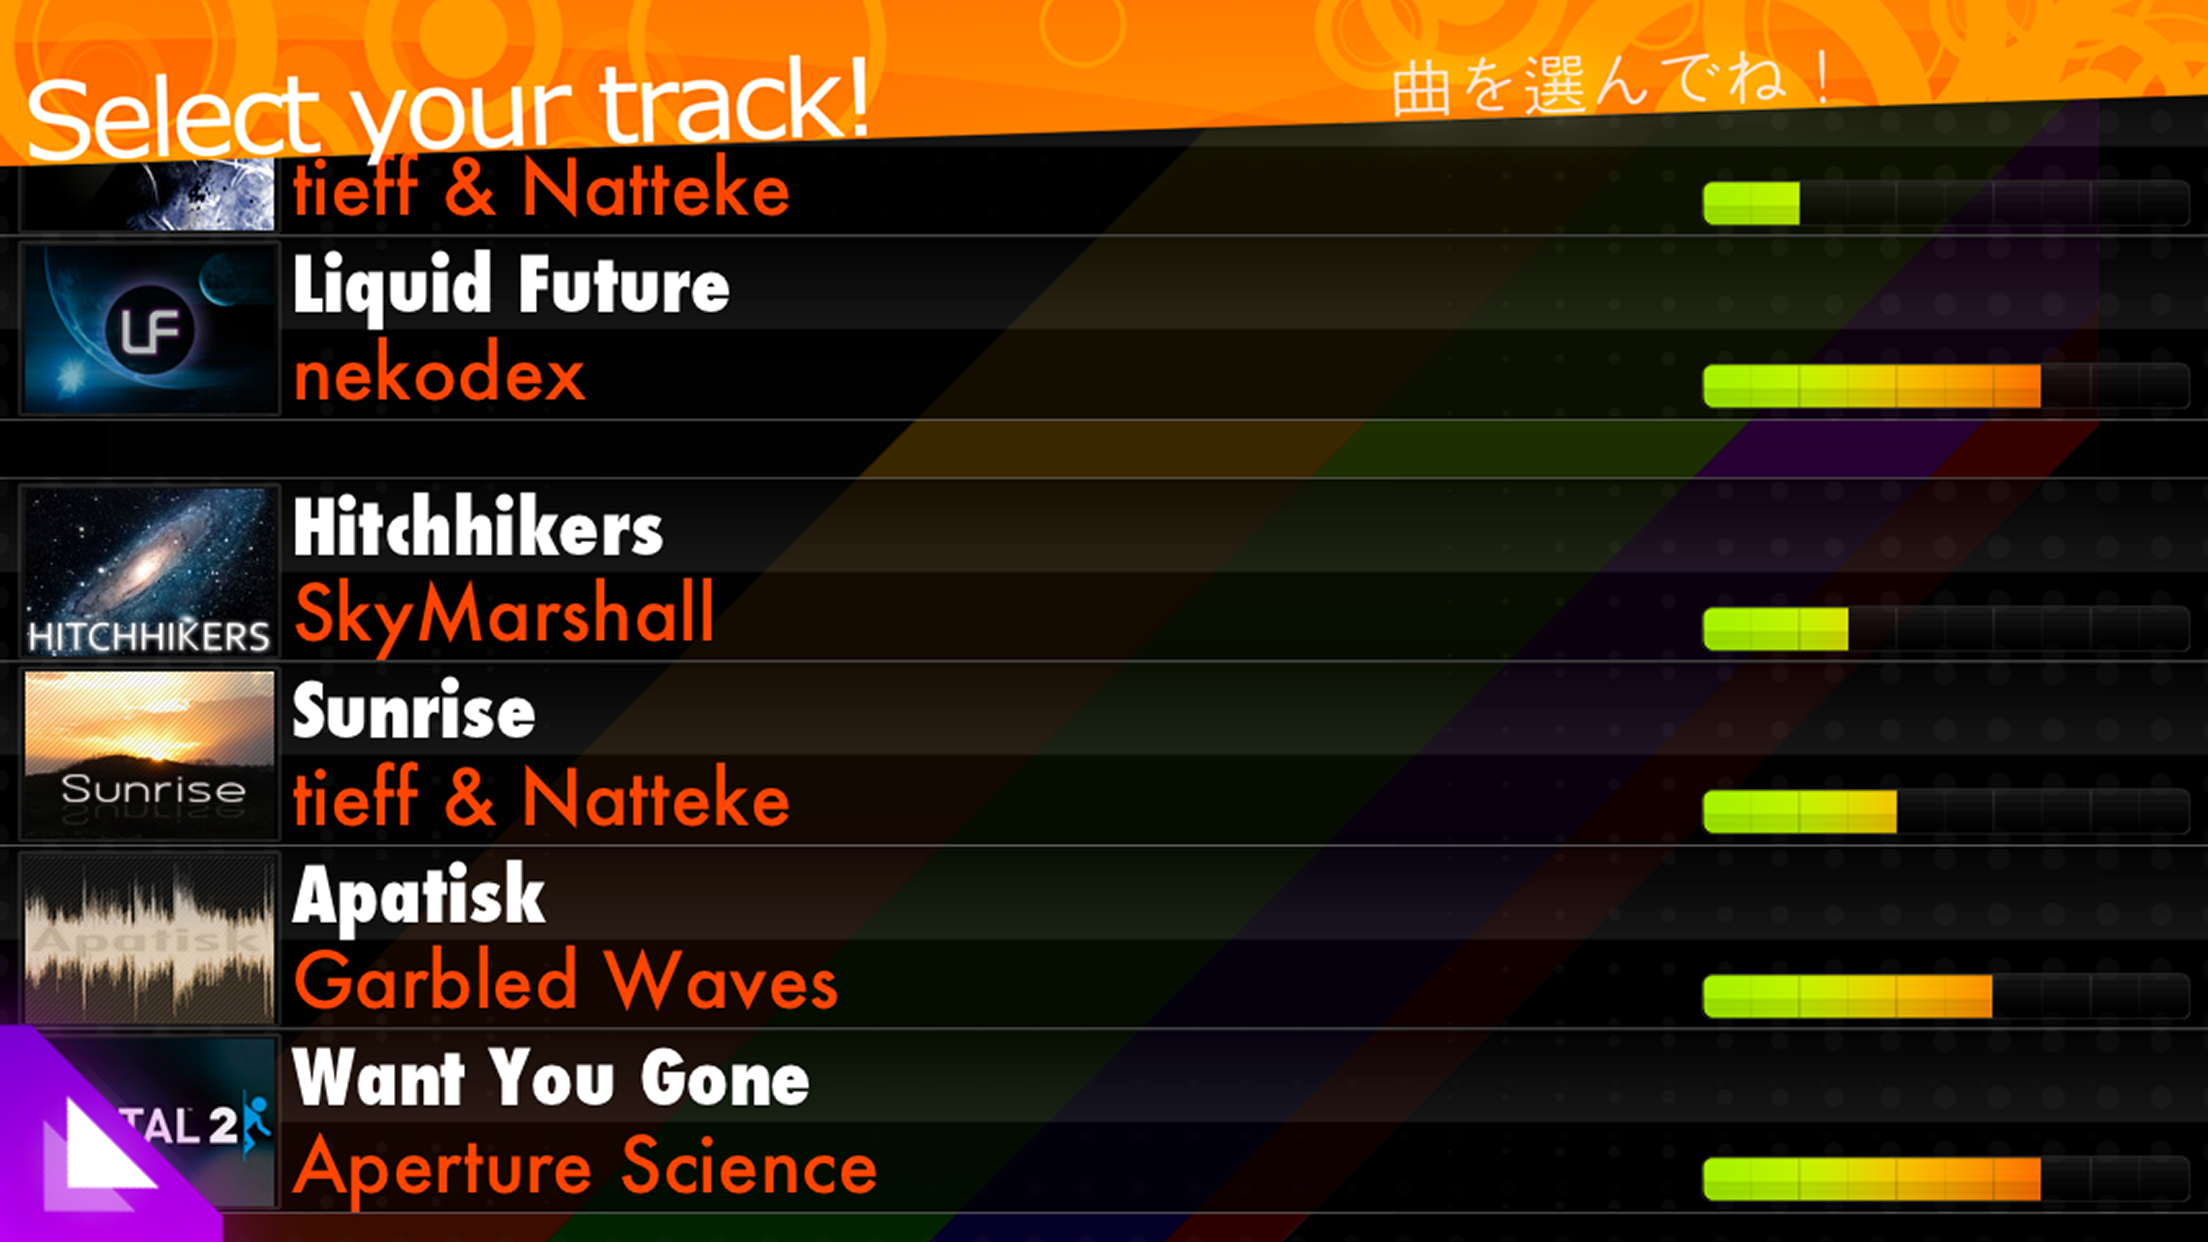 Select your track!
曲を選んでね！
tieff & Natteke
LF
Liquid Future
nekodex
HITCHHIKERS
Hitchhikers
SkyMarshall
Sunrise
Sunrise
tieff & Natteke
Apatisk
Apatisk
Garbled Waves
TAL 2
Want You Gone
Aperture Science